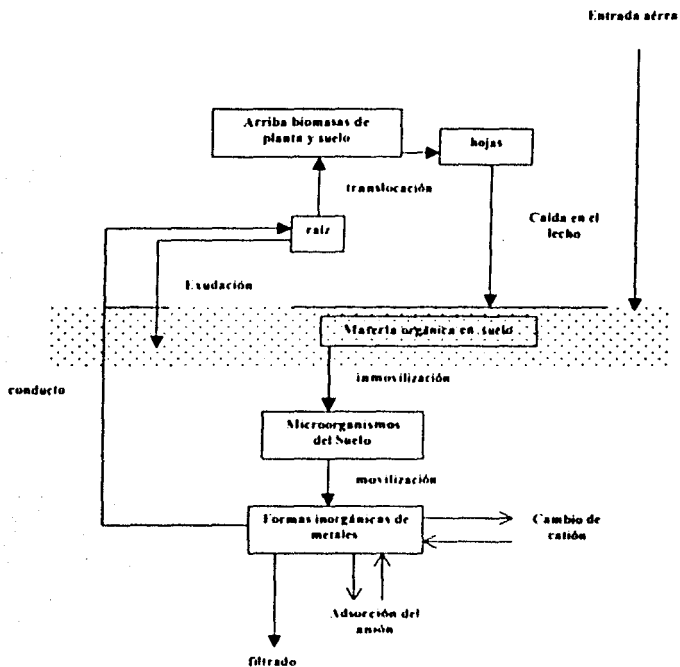 Entrada aérea
Arriba biomasas de
planta y suelo
hojas
translocación
raíz
Caída en el
lecho
Exudación
Materia orgánica en suelo
inmovilización
conducto
Microorganismos
del Suelo
movilización
Formas inorgánicas de
metales
Cambio de
catión
Adsorción del
anión
filtrado